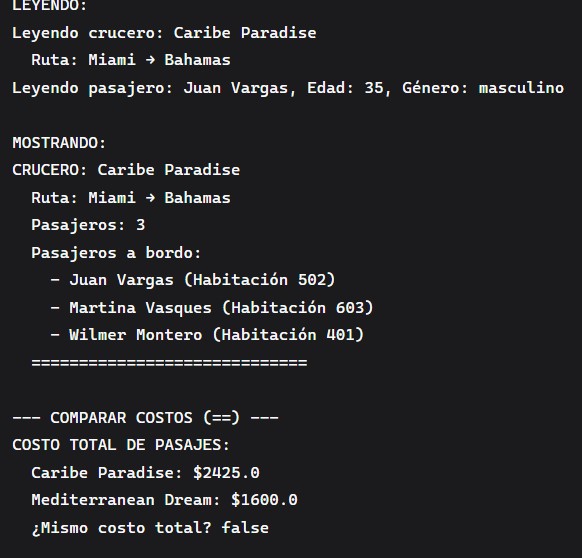 LEYENDO:
Leyendo crucero: Caribe Paradise
Ruta: Miami → Bahamas
Leyendo pasajero: Juan Vargas, Edad: 35, Género: masculino
MOSTRANDO:
CRUCERO: Caribe Paradise
Ruta: Miami → Bahamas
Pasajeros: 3
Pasajeros a bordo:
- Juan Vargas (Habitación 502)
- Martina Vasques (Habitación 603)
- Wilmer Montero (Habitación 401)
=============================
--- COMPARAR COSTOS (==) ---
COSTO TOTAL DE PASAJES:
Caribe Paradise: $2425.0
Mediterranean Dream: $1600.0
¿Mismo costo total? false